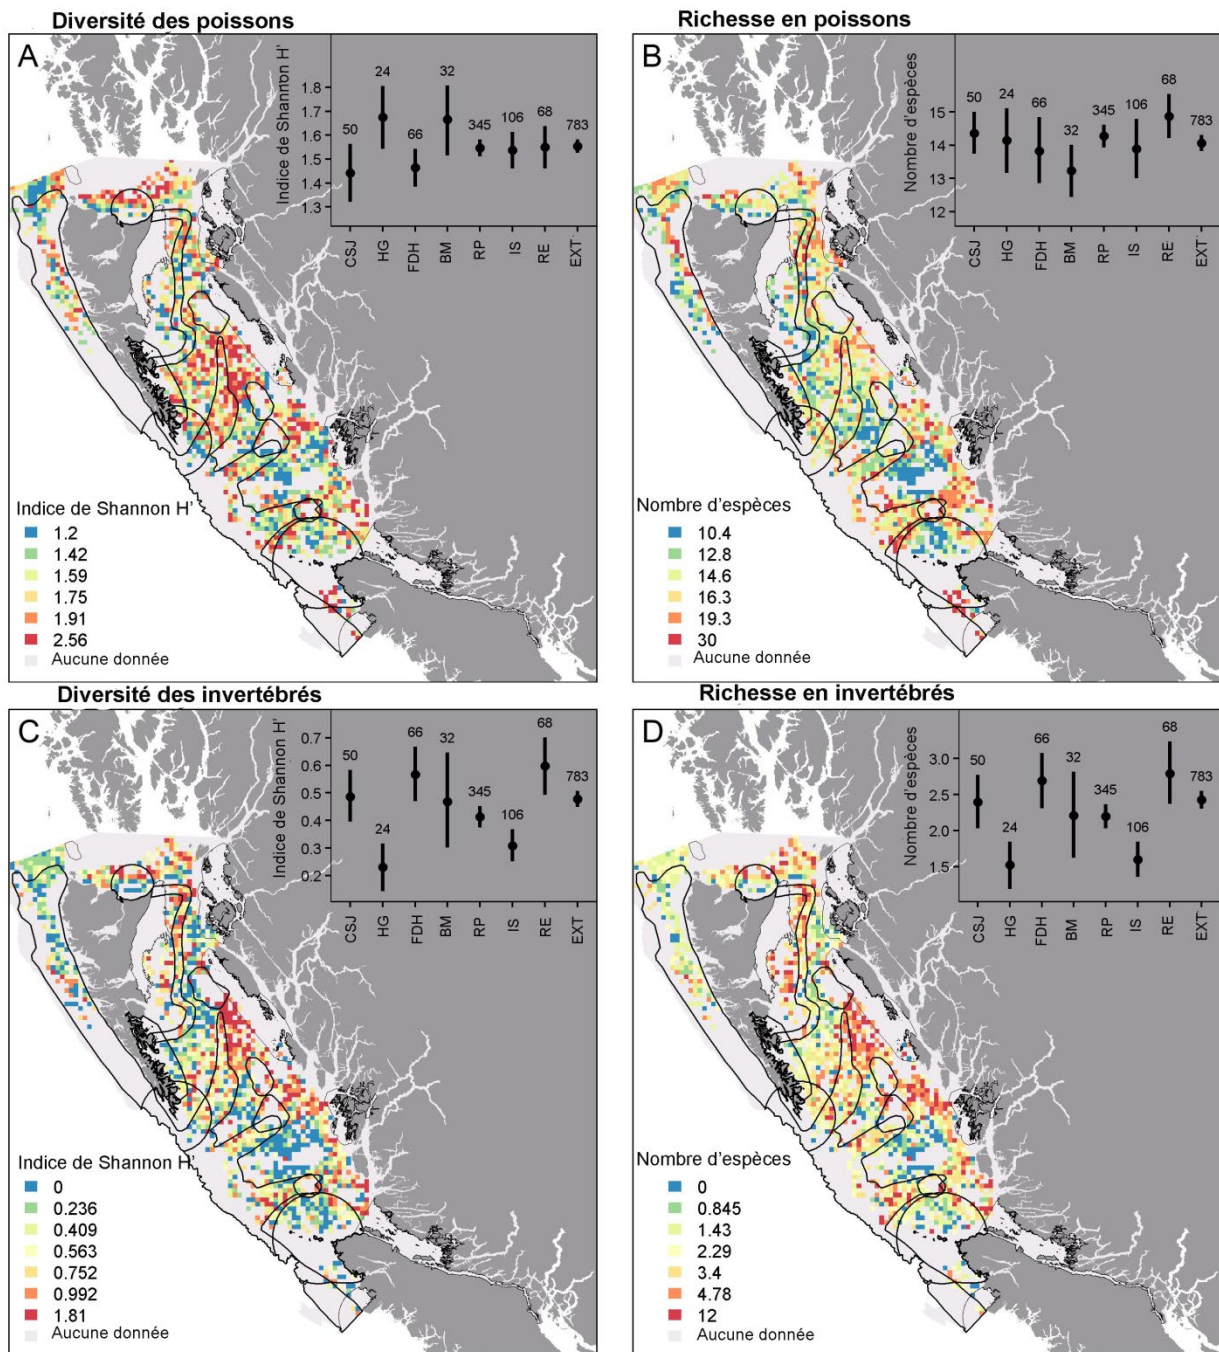 Diversité des poissons
A
Indice de Shannon H'
1.8
1.7
1.6
1.5
1.4
1.3
50
24
66
32
345
106
68
783
CSJ
HG
FDH
BM
RP
IS
RE
EXT
Indice de Shannon H'
1.2
1.42
1.59
1.75
1.91
2.56
Aucune donnée
Richesse en poissons
B
Nombre d'espèces
15
14
13
12
50
24
66
32
345
106
68
783
CSJ
HG
FDH
BM
RP
IS
RE
EXT
Nombre d'espèces
10.4
12.8
14.6
16.3
19.3
30
Aucune donnée
Diversité des invertébrés
C
Indice de Shannon H'
0.7
0.6
0.5
0.4
0.3
0.2
50
24
66
32
345
106
68
783
CSJ
HG
FDH
BM
RP
IS
RE
EXT
Indice de Shannon H
0
0.236
0.409
0.563
0.752
0.992
1.81
Aucune donnée
Richesse en invertébrés
D
Nombre d'espèces
3.0
2.5
2.0
1.5
50
24
66
32
345
106
68
783
CSJ
HG
FDH
BM
RP
IS
RE
EXT
Nombre d'espèces
0
0.845
1.43
2.29
3.4
4.78
12
Aucune donnée